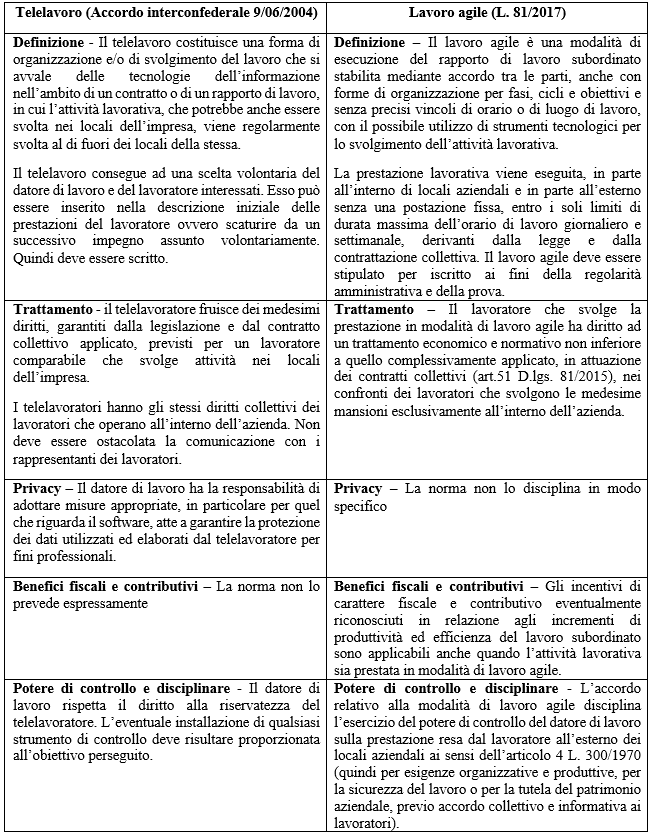 Telelavoro (Accordo interconfederale 9/06/2004)
Lavoro agile (L. 81/2017)
Definizione - Il telelavoro costituisce una forma di
organizzazione e/o di svolgimento del lavoro che si
avvale delle tecnologie dell'informazione
nell'ambito di un contratto o di un rapporto di lavoro,
in cui l'attività lavorativa, che potrebbe anche essere
svolta nei locali dell'impresa, viene regolarmente
svolta al di fuori dei locali della stessa.
Il telelavoro consegue ad una scelta volontaria del
datore di lavoro e del lavoratore interessati. Esso può
essere inserito nella descrizione iniziale delle
prestazioni del lavoratore ovvero scaturire da un
successivo impegno assunto volontariamente.
Quindi deve essere scritto.
Definizione – Il lavoro agile è una modalità di
esecuzione del rapporto di lavoro subordinato
stabilita mediante accordo tra le parti, anche con
forme di organizzazione per fasi, cicli e obiettivi e
senza precisi vincoli di orario o di luogo di lavoro,
con il possibile utilizzo di strumenti tecnologici per
lo svolgimento dell'attività lavorativa.
La prestazione lavorativa viene eseguita, in parte
all'interno di locali aziendali e in parte all'esterno
senza una postazione fissa, entro i soli limiti di
durata massima dell'orario di lavoro giornaliero e
settimanale, derivanti dalla legge e dalla
contrattazione collettiva. Il lavoro agile deve essere
stipulato per iscritto ai fini della regolarità
amministrativa e della prova.
Trattamento - il telelavoratore fruisce dei medesimi
diritti, garantiti dalla legislazione e dal contratto
collettivo applicato, previsti per un lavoratore
comparabile che svolge attività nei locali
dell'impresa.
I telelavoratori hanno gli stessi diritti collettivi dei
lavoratori che operano all'interno dell'azienda. Non
deve essere ostacolata la comunicazione con i
rappresentanti dei lavoratori.
Trattamento – Il lavoratore che svolge la
prestazione in modalità di lavoro agile ha diritto ad
un trattamento economico e normativo non inferiore
a quello complessivamente applicato, in attuazione
dei contratti collettivi (art.51 D.lgs. 81/2015), nei
confronti dei lavoratori che svolgono le medesime
mansioni esclusivamente all'interno dell'azienda.
Privacy – Il datore di lavoro ha la responsabilità di
adottare misure appropriate, in particolare per quel
che riguarda il software, atte a garantire la protezione
dei dati utilizzati ed elaborati dal telelavoratore per
fini professionali.
Privacy – La norma non lo disciplina in modo
specifico
Benefici fiscali e contributivi – La norma non lo
prevede espressamente
Benefici fiscali e contributivi – Gli incentivi di
carattere fiscale e contributivo eventualmente
riconosciuti in relazione agli incrementi di
produttività ed efficienza del lavoro subordinato
sono applicabili anche quando l'attività lavorativa
sia prestata in modalità di lavoro agile.
Potere di controllo e disciplinare - Il datore di
lavoro rispetta il diritto alla riservatezza del
telelavoratore. L'eventuale installazione di qualsiasi
strumento di controllo deve risultare proporzionata
all'obiettivo perseguito.
Potere di controllo e disciplinare - L'accordo
relativo alla modalità di lavoro agile disciplina
l'esercizio del potere di controllo del datore di lavoro
sulla prestazione resa dal lavoratore all'esterno dei
locali aziendali ai sensi dell'articolo 4 L. 300/1970
(quindi per esigenze organizzative e produttive, per
la sicurezza del lavoro o per la tutela del patrimonio
aziendale, previo accordo collettivo e informativa ai
lavoratori).